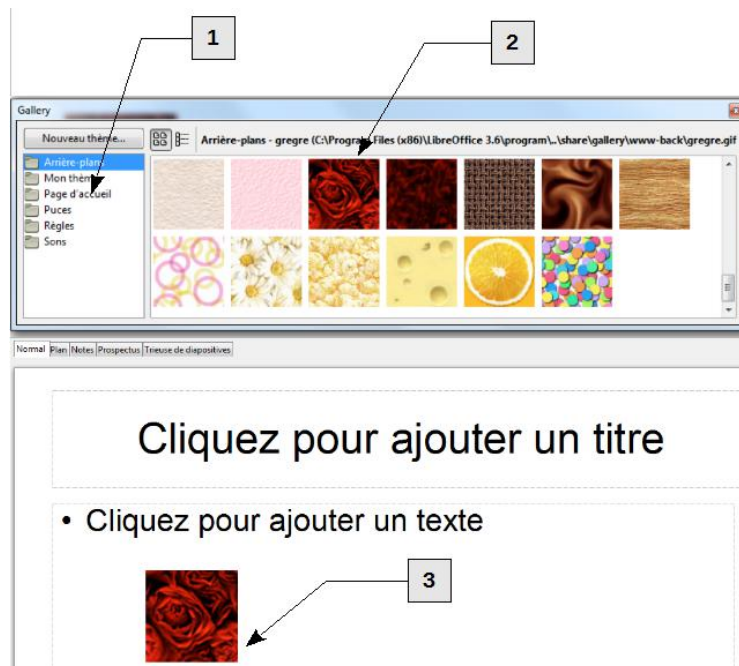 1
2
Gallery
Nouveau thème...
Arrière-plans - gregre (C:\Program Files (x86)\LibreOffice 3.6\program\..\share\gallery\www-back\gregre.gif
Arrière-plans
Mon thème
Page d'accueil
Puces
Règles
Sons
Normal Plan Notes Prospectus Trieuse de diapositives
Cliquez pour ajouter un titre
• Cliquez pour ajouter un texte
3